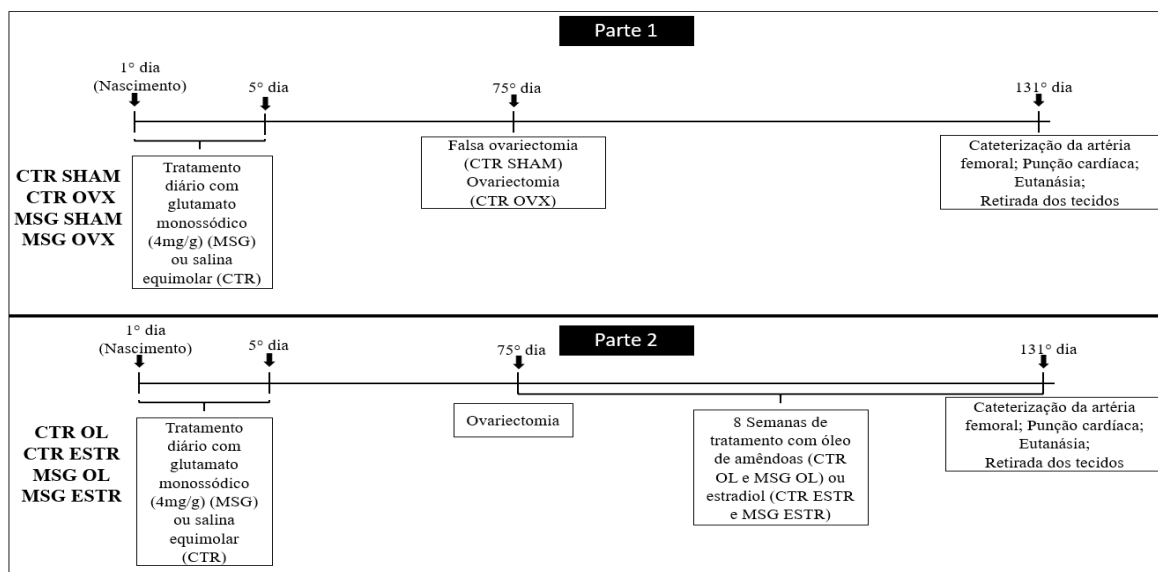 Parte 1
1° dia
(Nascimento)
5° dia
75° dia
131° dia
CTR SHAM
CTR OVX
MSG SHAM
MSG OVX
Tratamento
diário com
glutamato
monossódico
(4mg/g) (MSG)
ou salina
equimolar (CTR)
Falsa ovariectomia
(CTR SHAM)
Ovariectomia
(CTR OVX)
Cateterização da artéria
femoral; Punção cardíaca;
Eutanásia;
Retirada dos tecidos
Parte 2
1° dia
(Nascimento)
5° dia
75° dia
131° dia
CTR OL
CTR ESTR
MSG OL
MSG ESTR
Tratamento
diário com
glutamato
monossódico
(4mg/g) (MSG)
ou salina
equimolar
(CTR)
Ovariectomia
8 Semanas de
tratamento com óleo
de amêndoas (CTR
OL e MSG OL) ou
estradiol (CTR ESTR
e MSG ESTR)
Cateterização da artéria
femoral; Punção cardíaca;
Eutanásia;
Retirada dos tecidos